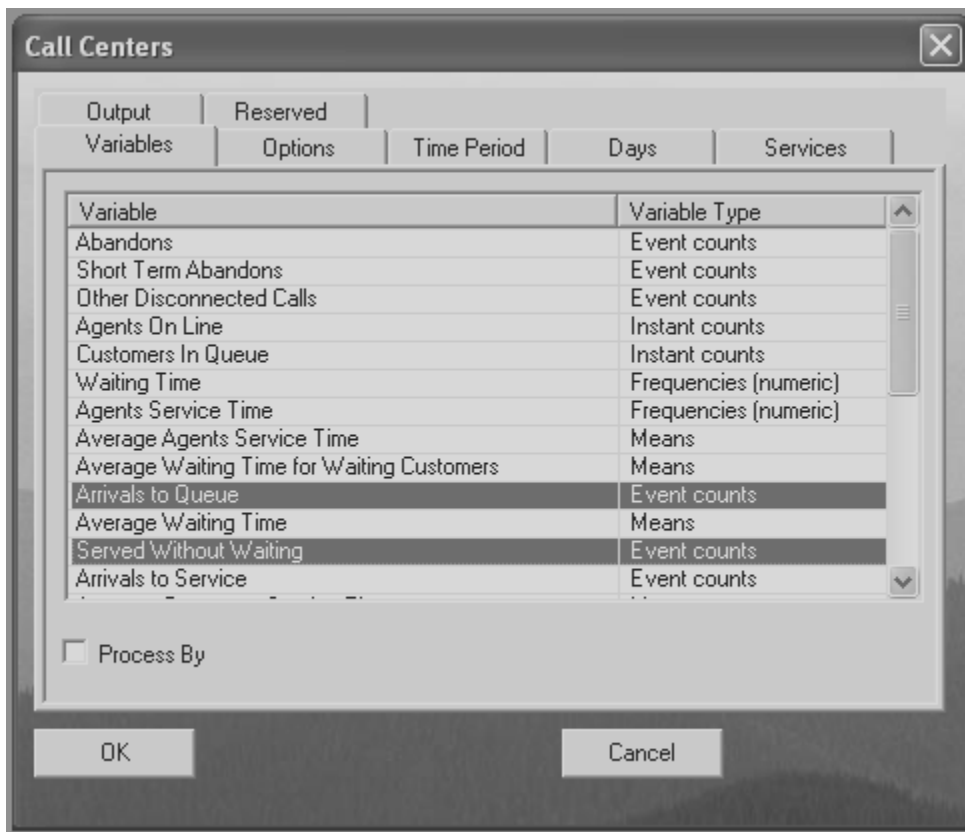 Call Centers
Output Reserved
Variables Options Time Period Days Services
Variable Variable Type
Abandons Event counts
Short Term Abandons Event counts
Other Disconnected Calls Event counts
Agents On Line Instant counts
Customers In Queue Instant counts
Waiting Time Frequencies (numeric)
Agents Service Time Frequencies (numeric)
Average Agents Service Time Means
Average Waiting Time for Waiting Customers Means
Arrivals to Queue Event counts
Average Waiting Time Means
Served Without Waiting Event counts
Arrivals to Service Event counts
Process By
OK Cancel